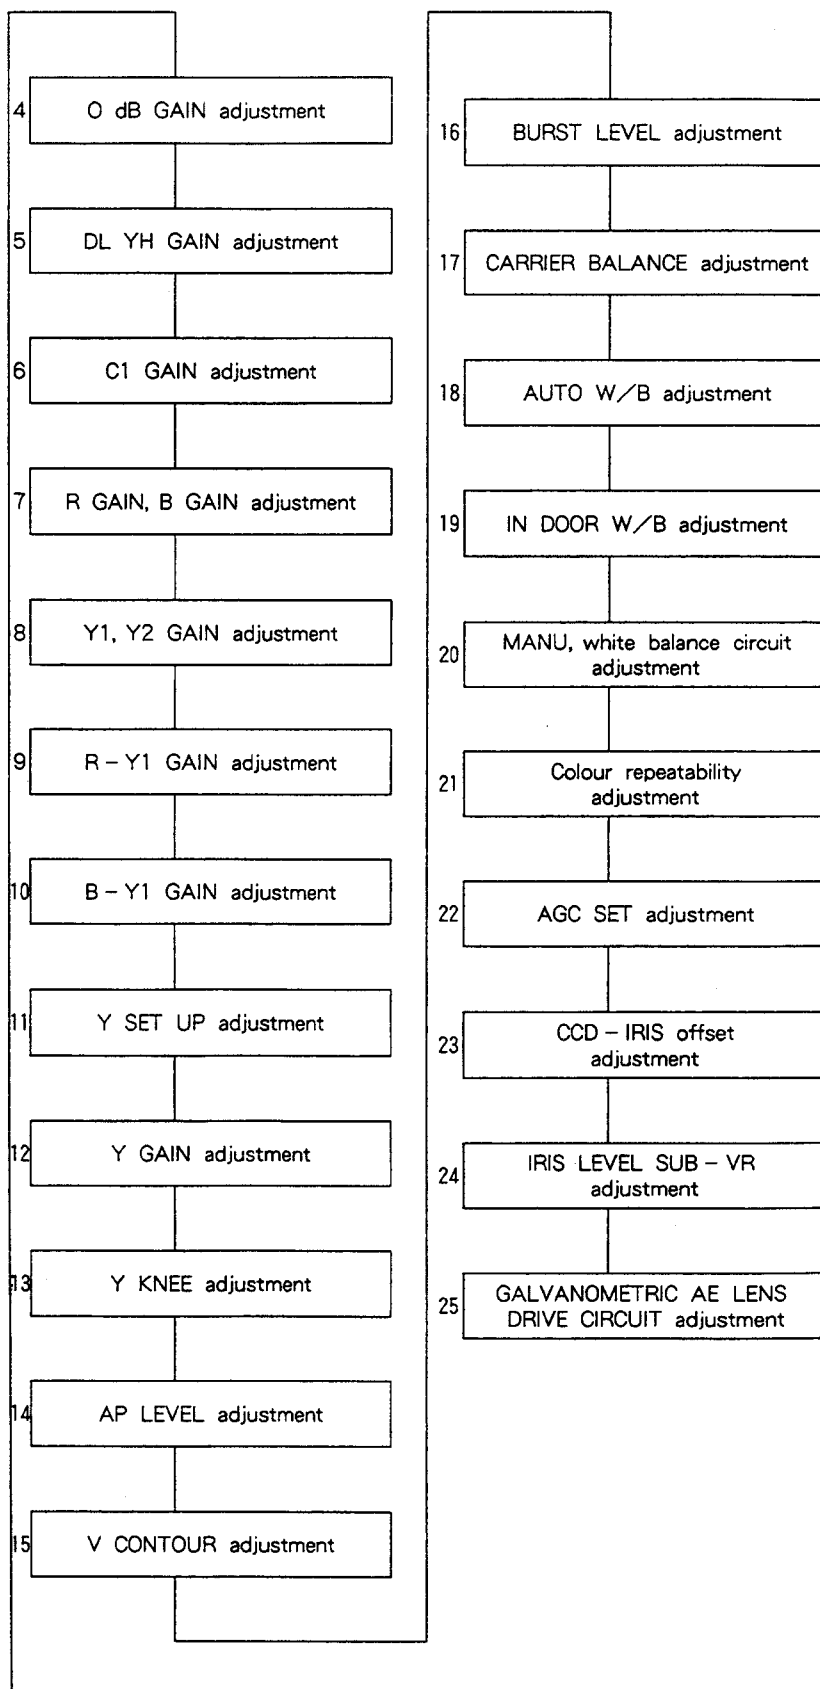 4
O dB GAIN adjustment
5
DL YH GAIN adjustment
6
C1 GAIN adjustment
7
R GAIN, B GAIN adjustment
8
Y1, Y2 GAIN adjustment
9
R – Y1 GAIN adjustment
10
B – Y1 GAIN adjustment
11
Y SET UP adjustment
12
Y GAIN adjustment
13
Y KNEE adjustment
14
AP LEVEL adjustment
15
V CONTOUR adjustment
16
BURST LEVEL adjustment
17
CARRIER BALANCE adjustment
18
AUTO W/B adjustment
19
IN DOOR W/B adjustment
20
MANU, white balance circuit
adjustment
21
Colour repeatability
adjustment
22
AGC SET adjustment
23
CCD – IRIS offset
adjustment
24
IRIS LEVEL SUB – VR
adjustment
25
GALVANOMETRIC AE LENS
DRIVE CIRCUIT adjustment